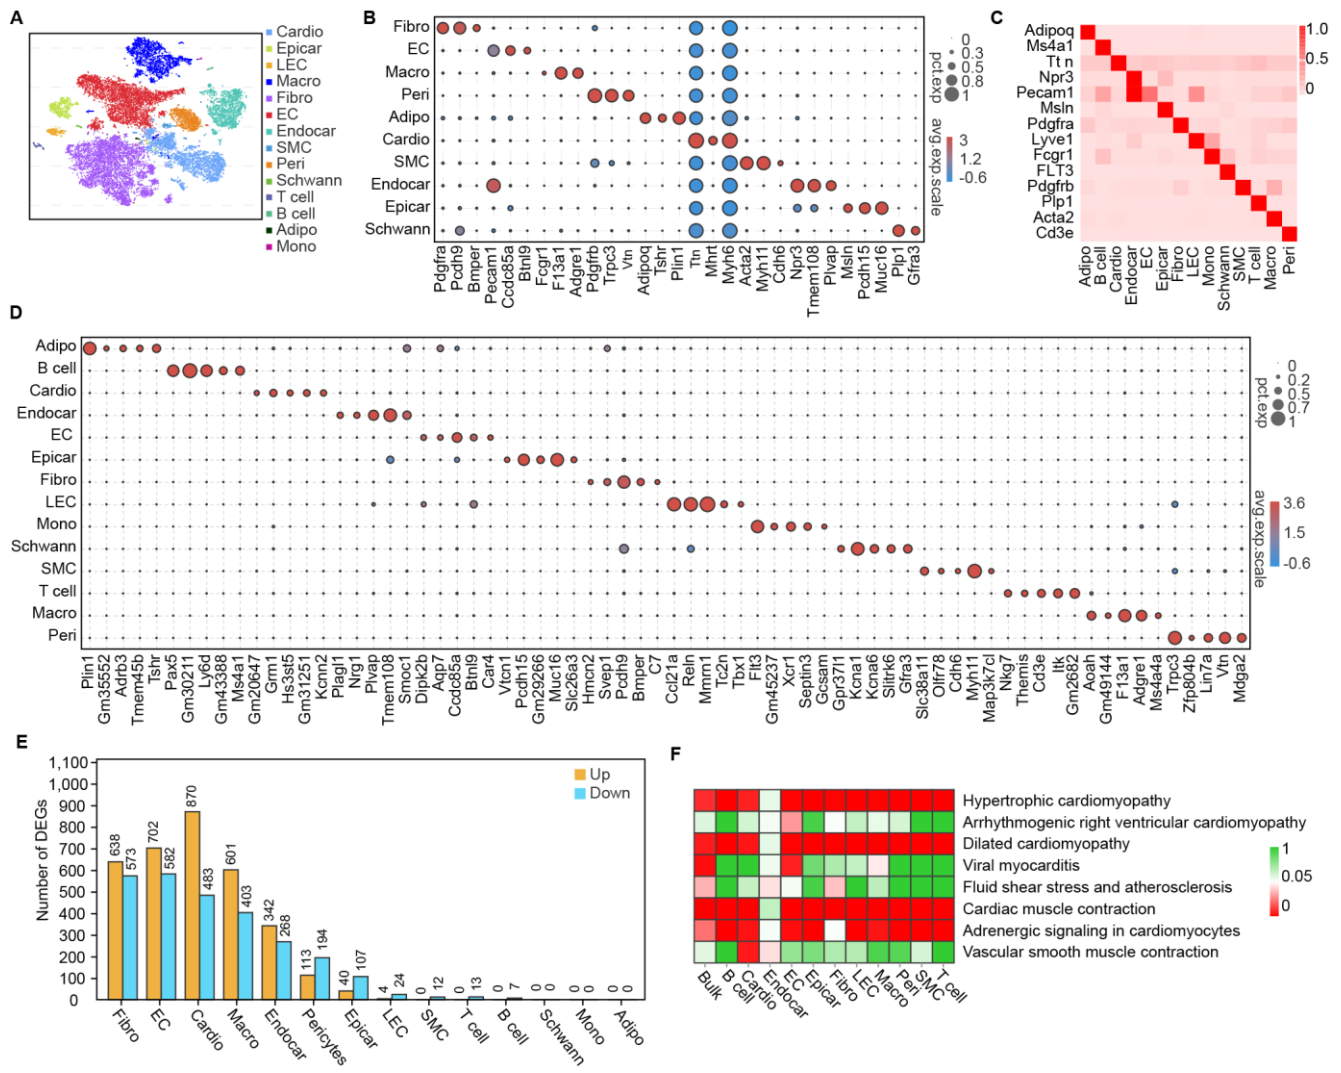 A
Cardio
Epicar
LEC
Macro
Fibro
EC
Endocar
SMC
Peri
Schwann
T cell
B cell
Adipo
Mono
B
Fibro
EC
Macro
Peri
Adipo
Cardio
SMC
Endocar
Epicar
Schwann
Pdgfra
Pcdh9
Bmper
Pecam1
Ccdc85a
Btnl9
Fcgr1
F13a1
Adgre1
Pdgfrb
Trpc3
Vtn
Adipoq
Tshr
Plin1
Ttn
Mhrt
Myh6
Acta2
Myh11
Cdh6
Npr3
Tmem108
Plvap
Msln
Pcdh15
Muc16
Plp1
Gfra3
pct.exp
0
0.3
0.5
0.8
1
avg.exp.scale
3
1.2
-0.6
C
Adipoq
Ms4a1
Tt n
Npr3
Pecam1
Msln
Pdgfra
Lyve1
Fcgr1
FLT3
Pdgfrb
Plp1
Acta2
Cd3e
Adipo
B cell
Cardio
Endocar
EC
Epicar
Fibro
LEC
Mono
Schwann
SMC
T cell
Macro
Peri
1.0
0.5
0
D
Adipo
B cell
Cardio
Endocar
EC
Epicar
Fibro
LEC
Mono
Schwann
SMC
T cell
Macro
Peri
Plin1
Gm35552
Adrb3
Tmem45b
Tshr
Pax5
Gm30211
Ly6d
Gm43388
Ms4a1
Gm20647
Grm1
Hs3st5
Gm31251
Kcnn2
Plagl1
Nrg1
Plvap
Tmem108
Smoc1
Dipk2b
Aqp7
Ccdc85a
Btnl9
Car4
Vtcn1
Pcdh15
Gm29266
Muc16
Slc26a3
Hmcn2
Svep1
Pcdh9
Bmper
C7
Ccl21a
Reln
Mmrn1
Tc2n
Tbx1
Flt3
Gm45237
Xcr1
Septin3
Gcsam
Gpr37l1
Kcna1
Kcna6
Slitrk6
Gfra3
Slc38a11
Olfr78
Cdh6
Myh11
Map3k7cl
Nkg7
Themis
Cd3e
Itk
Gm2682
Aoah
Gm49144
F13a1
Adgre1
Ms4a4a
Trpc3
Zfp804b
Lin7a
Vtn
Mdga2
pct.exp
0
0.2
0.5
0.7
1
avg.exp.scale
3.6
1.5
-0.6
E
Number of DEGs
1,100
1,000
900
800
700
600
500
400
300
200
100
0
Up
Down
638
573
702
582
870
483
601
403
342
268
113
194
40
107
4
24
0
12
0
13
0
7
0
0
0
0
0
0
Fibro
EC
Cardio
Macro
Endocar
Pericytes
Epicar
LEC
SMC
T cell
B cell
Schwann
Mono
Adipo
F
Hypertrophic cardiomyopathy
Arrhythmogenic right ventricular cardiomyopathy
Dilated cardiomyopathy
Viral myocarditis
Fluid shear stress and atherosclerosis
Cardiac muscle contraction
Adrenergic signaling in cardiomyocytes
Vascular smooth muscle contraction
Bulk
B cell
Cardio
Endocar
EC
Epicar
Fibro
LEC
Macro
Peri
SMC
T cell
1
0.05
0